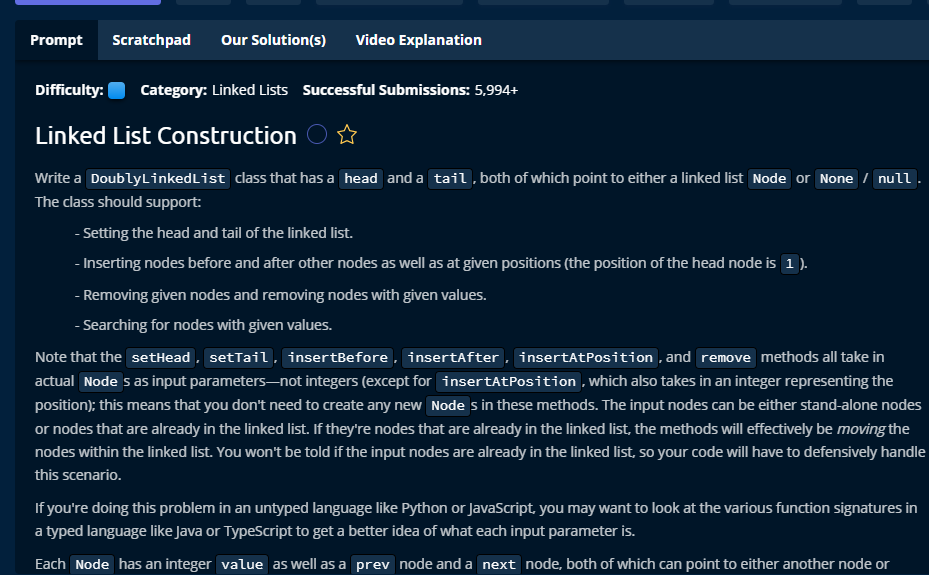 Prompt Scratchpad Our Solution(s) Video Explanation
Difficulty: Category: Linked Lists Successful Submissions: 5,994+
Linked List Construction
Write a DoublyLinkedList class that has a head and a tail, both of which point to either a linked list Node or None / null.
The class should support:
- Setting the head and tail of the linked list.
- Inserting nodes before and after other nodes as well as at given positions (the position of the head node is 1).
- Removing given nodes and removing nodes with given values.
- Searching for nodes with given values.
Note that the setHead, setTail, insertBefore, insertAfter, insertAtPosition, and remove methods all take in
actual Nodes as input parameters—not integers (except for insertAtPosition, which also takes in an integer representing the
position); this means that you don't need to create any new Nodes in these methods. The input nodes can be either stand-alone nodes
or nodes that are already in the linked list. If they're nodes that are already in the linked list, the methods will effectively be moving the
nodes within the linked list. You won't be told if the input nodes are already in the linked list, so your code will have to defensively handle
this scenario.
If you're doing this problem in an untyped language like Python or JavaScript, you may want to look at the various function signatures in
a typed language like Java or TypeScript to get a better idea of what each input parameter is.
Each Node has an integer value as well as a prev node and a next node, both of which can point to either another node or